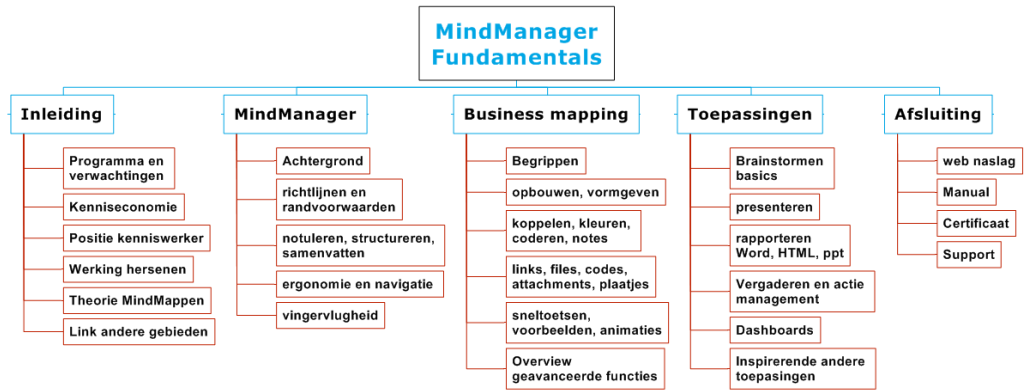 MindManager
Fundamentals
Inleiding
Programma en
verwachtingen
Kenniseconomie
Positie kenniswerker
Werking hersenen
Theorie MindMappen
Link andere gebieden
MindManager
Achtergrond
richtlijnen en
randvoorwaarden
notuleren, structureren,
samenvatten
ergonomie en navigatie
vingervlugheid
Business mapping
Begrippen
opbouwen, vormgeven
koppelen, kleuren,
coderen, notes
links, files, codes,
attachments, plaatjes
sneltoetsen,
voorbeelden, animaties
Overview
geavanceerde functies
Toepassingen
Brainstormen
basics
presenteren
rapporteren
Word, HTML, ppt
Vergaderen en actie
management
Dashboards
Inspirerende andere
toepasingen
Afsluiting
web naslag
Manual
Certificaat
Support